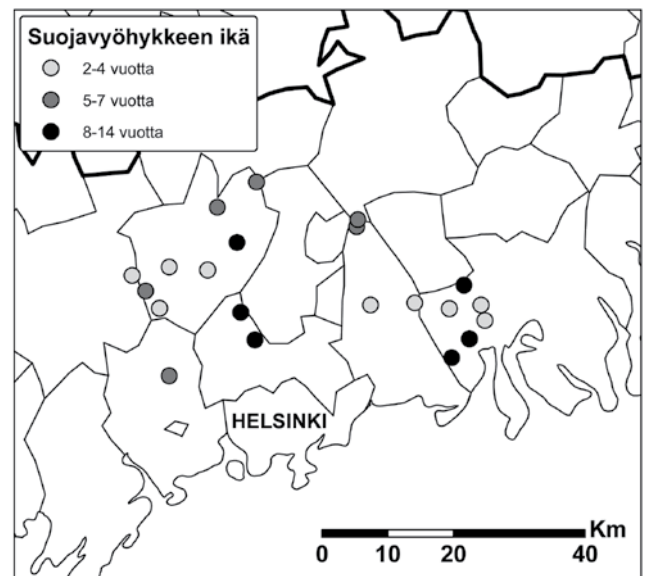 Suojavyöhykkeen ikä
2-4 vuotta
5-7 vuotta
8-14 vuotta
HELSINKI
Km
0 10 20 40